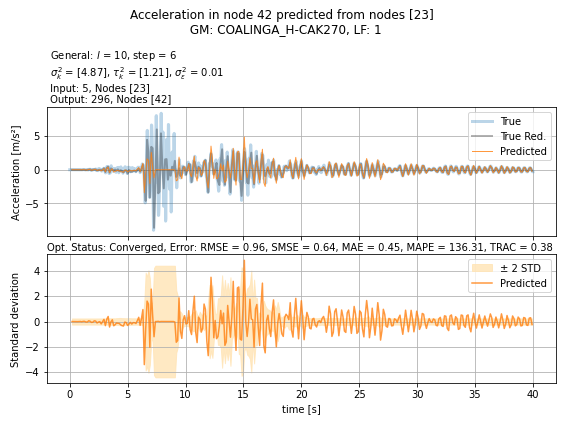 Acceleration in node 42 predicted from nodes [23]
GM: COALINGA_H-CAK270, LF: 1
General: l = 10, step = 6
σ²ₖ = [4.87], τ²ₖ = [1.21], σ²ε = 0.01
Input: 5, Nodes [23]
Output: 296, Nodes [42]
Acceleration [m/s²]
5
0
−5
True
True Red.
Predicted
Opt. Status: Converged, Error: RMSE = 0.96, SMSE = 0.64, MAE = 0.45, MAPE = 136.31, TRAC = 0.38
Standard deviation
4
2
0
−2
−4
± 2 STD
Predicted
0 5 10 15 20 25 30 35 40
time [s]